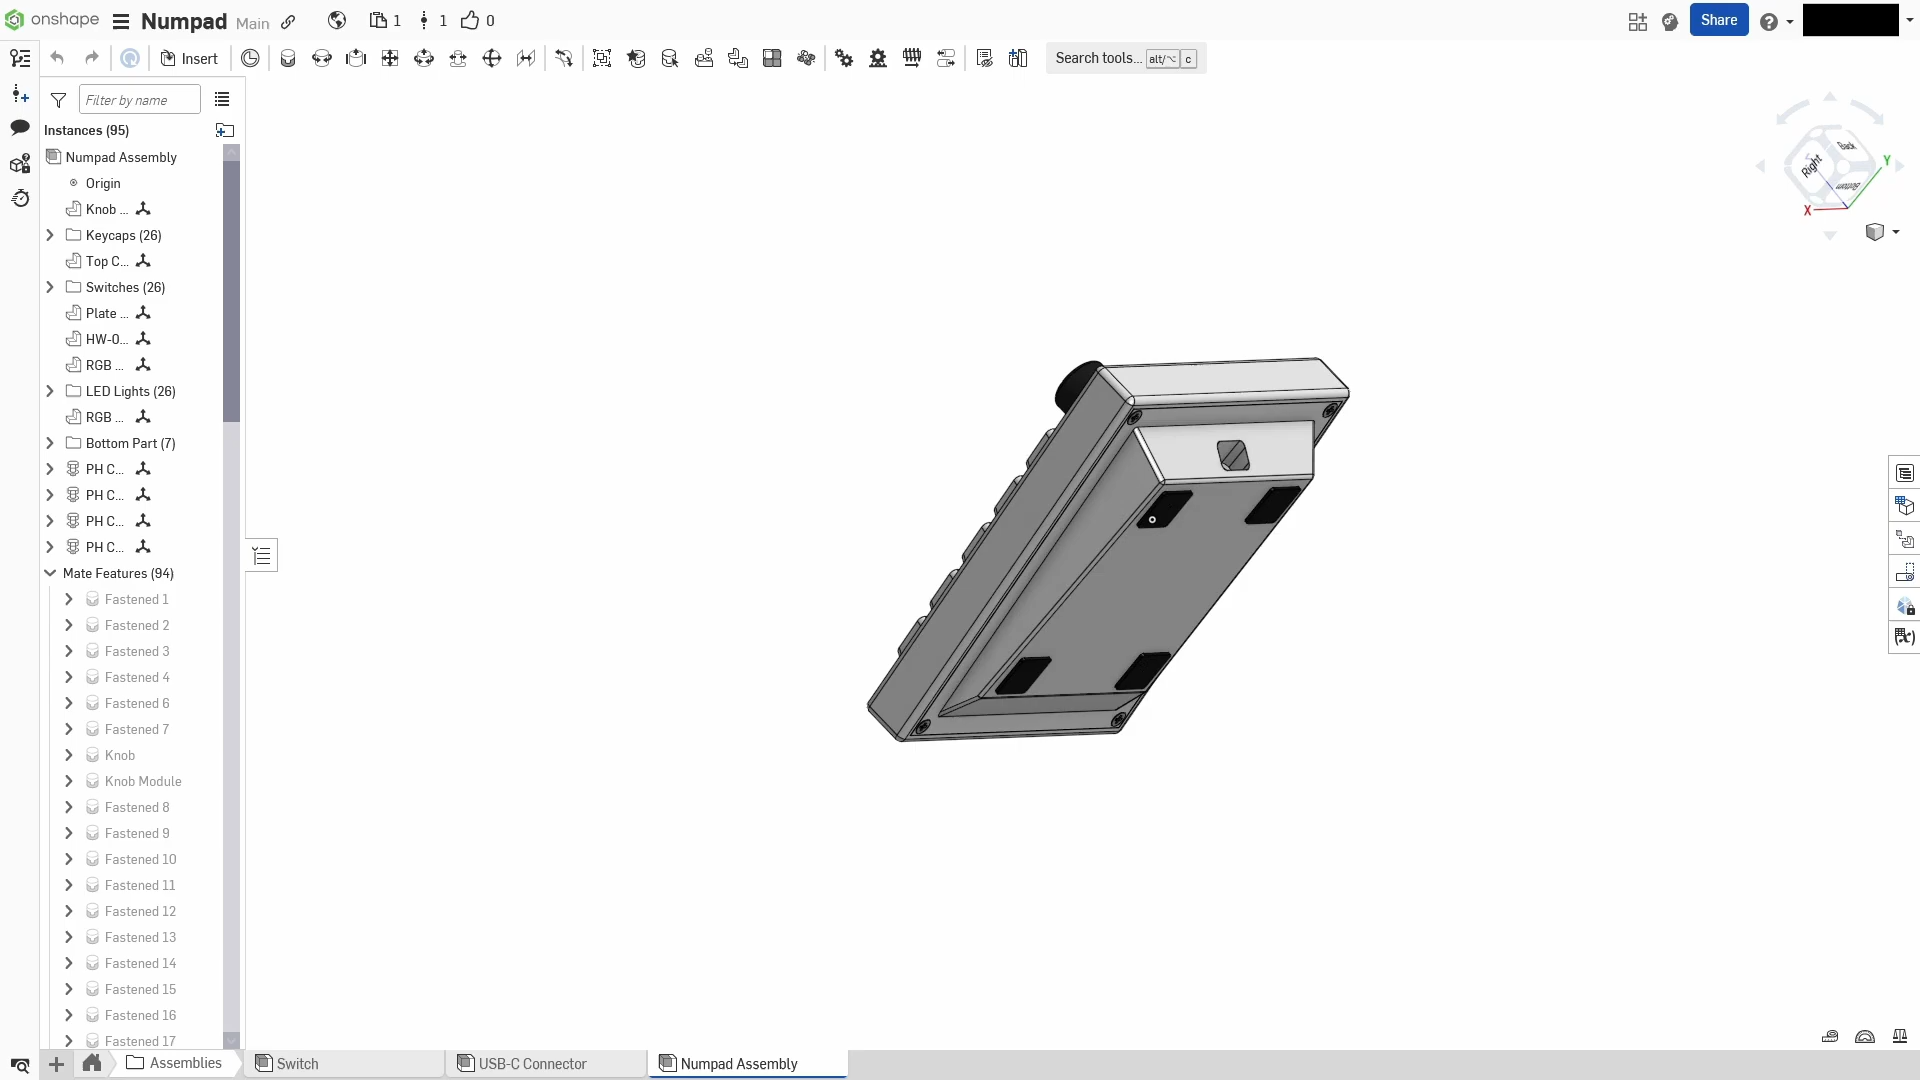 onshape Numpad Main 1 1 0 Share
Insert Search tools... alt/⌥ c
Filter by name
Instances (95)
Numpad Assembly
Origin
Knob ...
Keycaps (26)
Top C...
Switches (26)
Plate ...
HW-0...
RGB ...
LED Lights (26)
RGB ...
Bottom Part (7)
PH C...
PH C...
PH C...
PH C...
Mate Features (94)
Fastened 1
Fastened 2
Fastened 3
Fastened 4
Fastened 6
Fastened 7
Knob
Knob Module
Fastened 8
Fastened 9
Fastened 10
Fastened 11
Fastened 12
Fastened 13
Fastened 14
Fastened 15
Fastened 16
Fastened 17
Back
Right
Bottom
Y
X
(x)
Assemblies Switch USB-C Connector Numpad Assembly